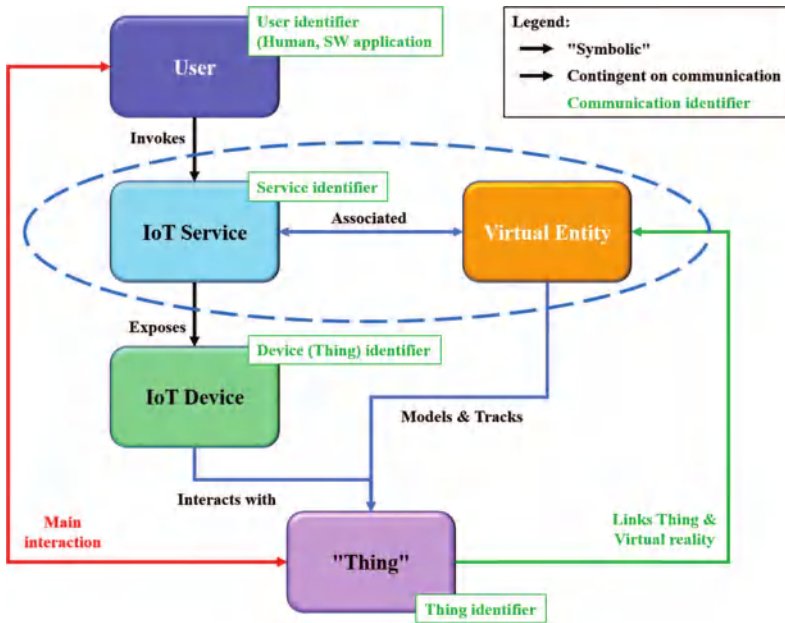 User identifier
(Human, SW application
User
Legend:
"Symbolic"
Contingent on communication
Communication identifier
Invokes
Service identifier
IoT Service
Associated
Virtual Entity
Exposes
Device (Thing) identifier
IoT Device
Models & Tracks
Interacts with
Main
interaction
"Thing"
Links Thing &
Virtual reality
Thing identifier